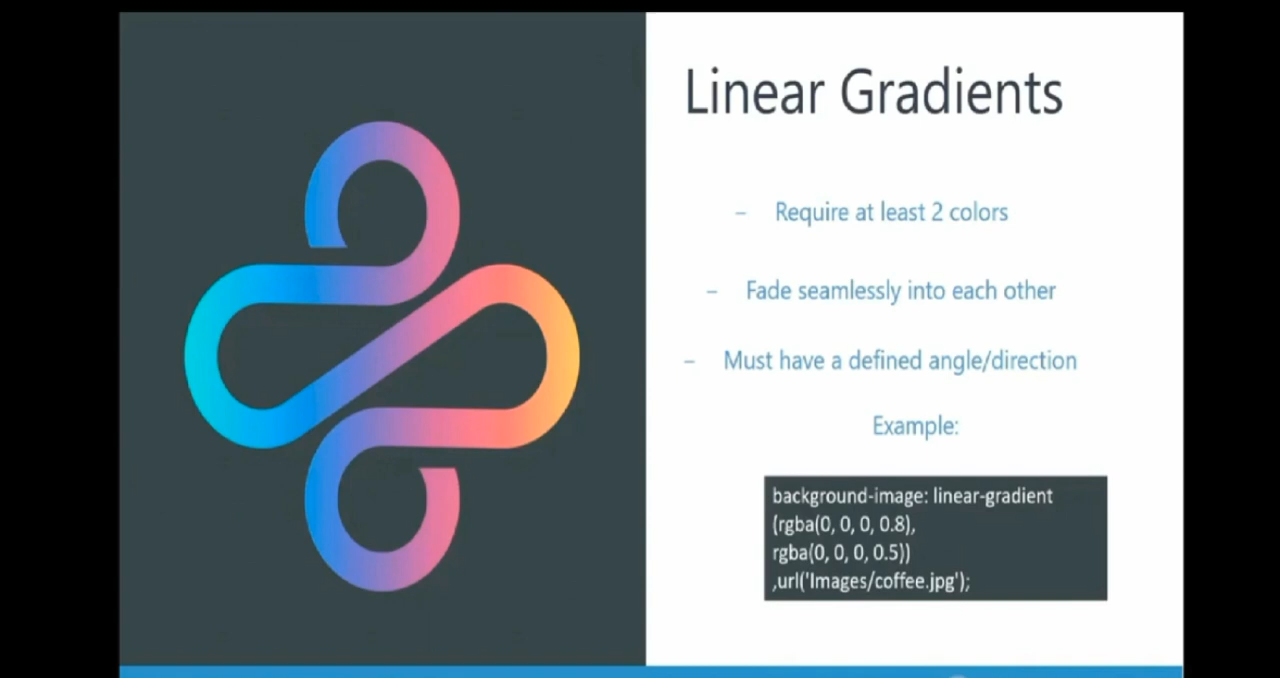 Linear Gradients
– Require at least 2 colors
– Fade seamlessly into each other
– Must have a defined angle/direction
Example:
background-image: linear-gradient
(rgba(0, 0, 0, 0.8),
rgba(0, 0, 0, 0.5))
,url('Images/coffee.jpg');